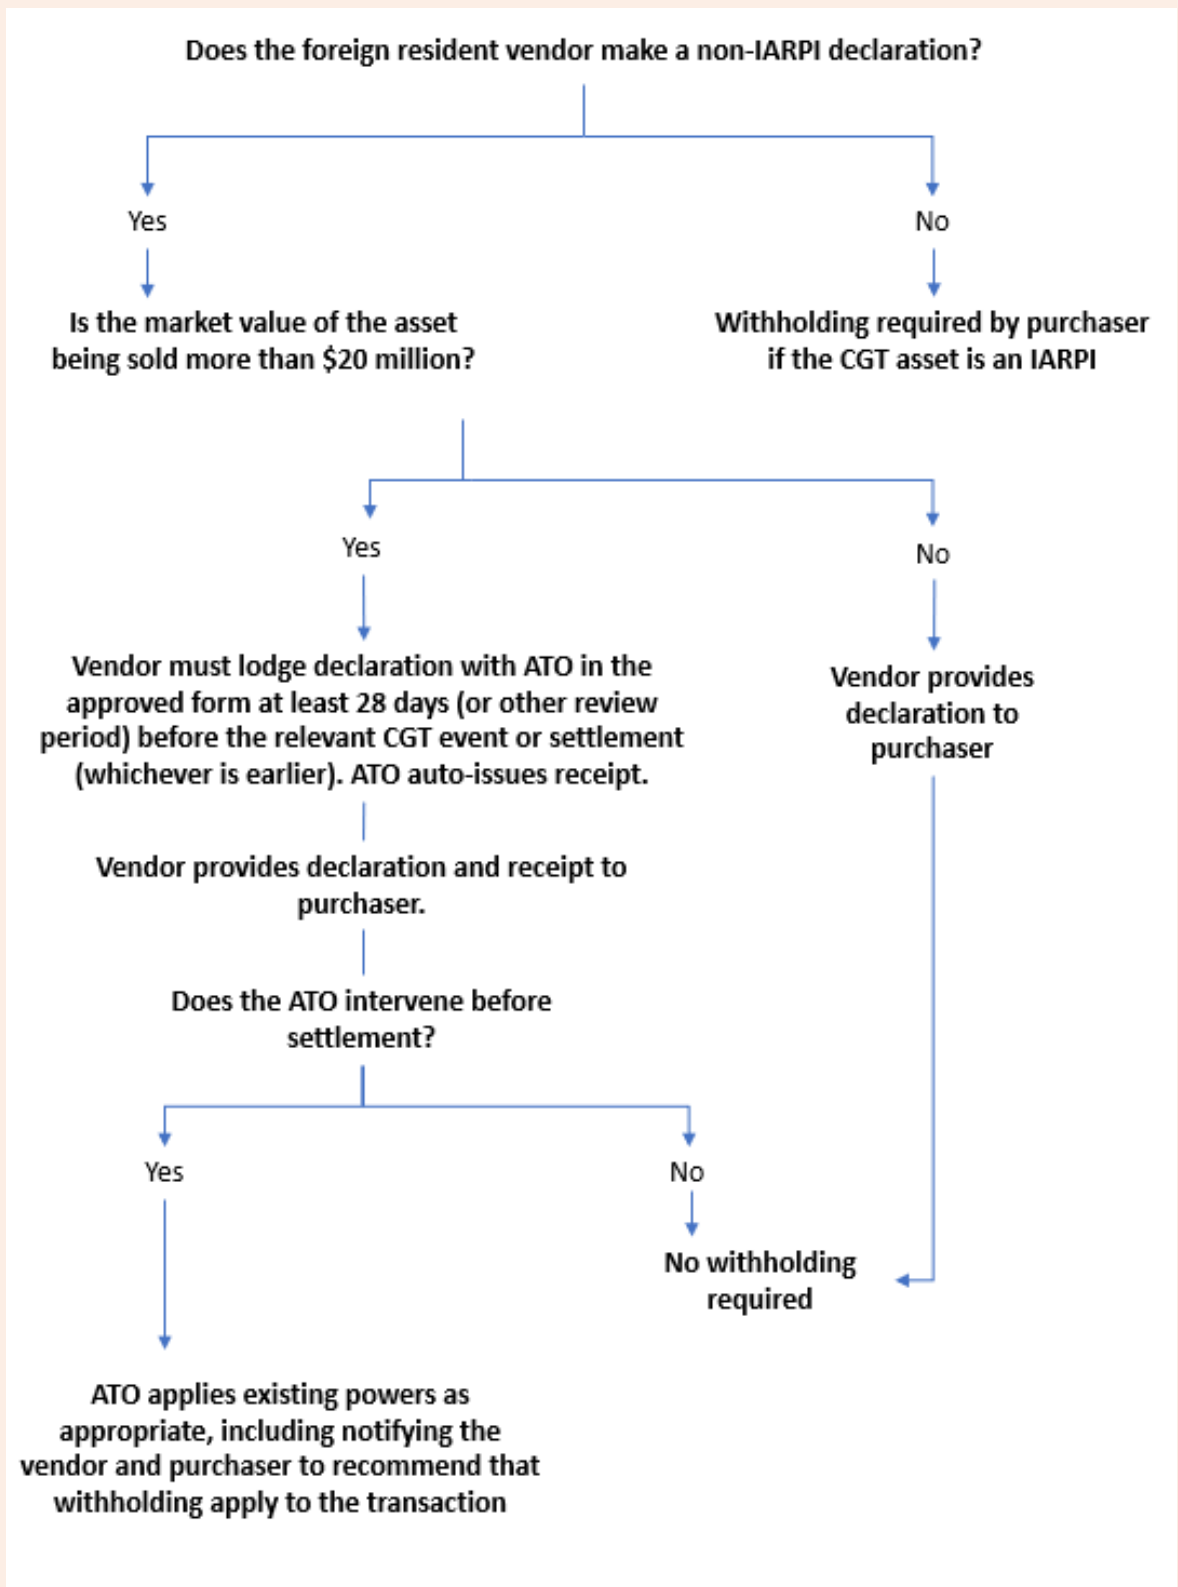 Does the foreign resident vendor make a non-IARPI declaration?
Yes
No
Is the market value of the asset
being sold more than $20 million?
Withholding required by purchaser
if the CGT asset is an IARPI
Yes
No
Vendor must lodge declaration with ATO in the
approved form at least 28 days (or other review
period) before the relevant CGT event or settlement
(whichever is earlier). ATO auto-issues receipt.
Vendor provides
declaration to
purchaser
Vendor provides declaration and receipt to
purchaser.
Does the ATO intervene before
settlement?
Yes
No
No withholding
required
ATO applies existing powers as
appropriate, including notifying the
vendor and purchaser to recommend that
withholding apply to the transaction